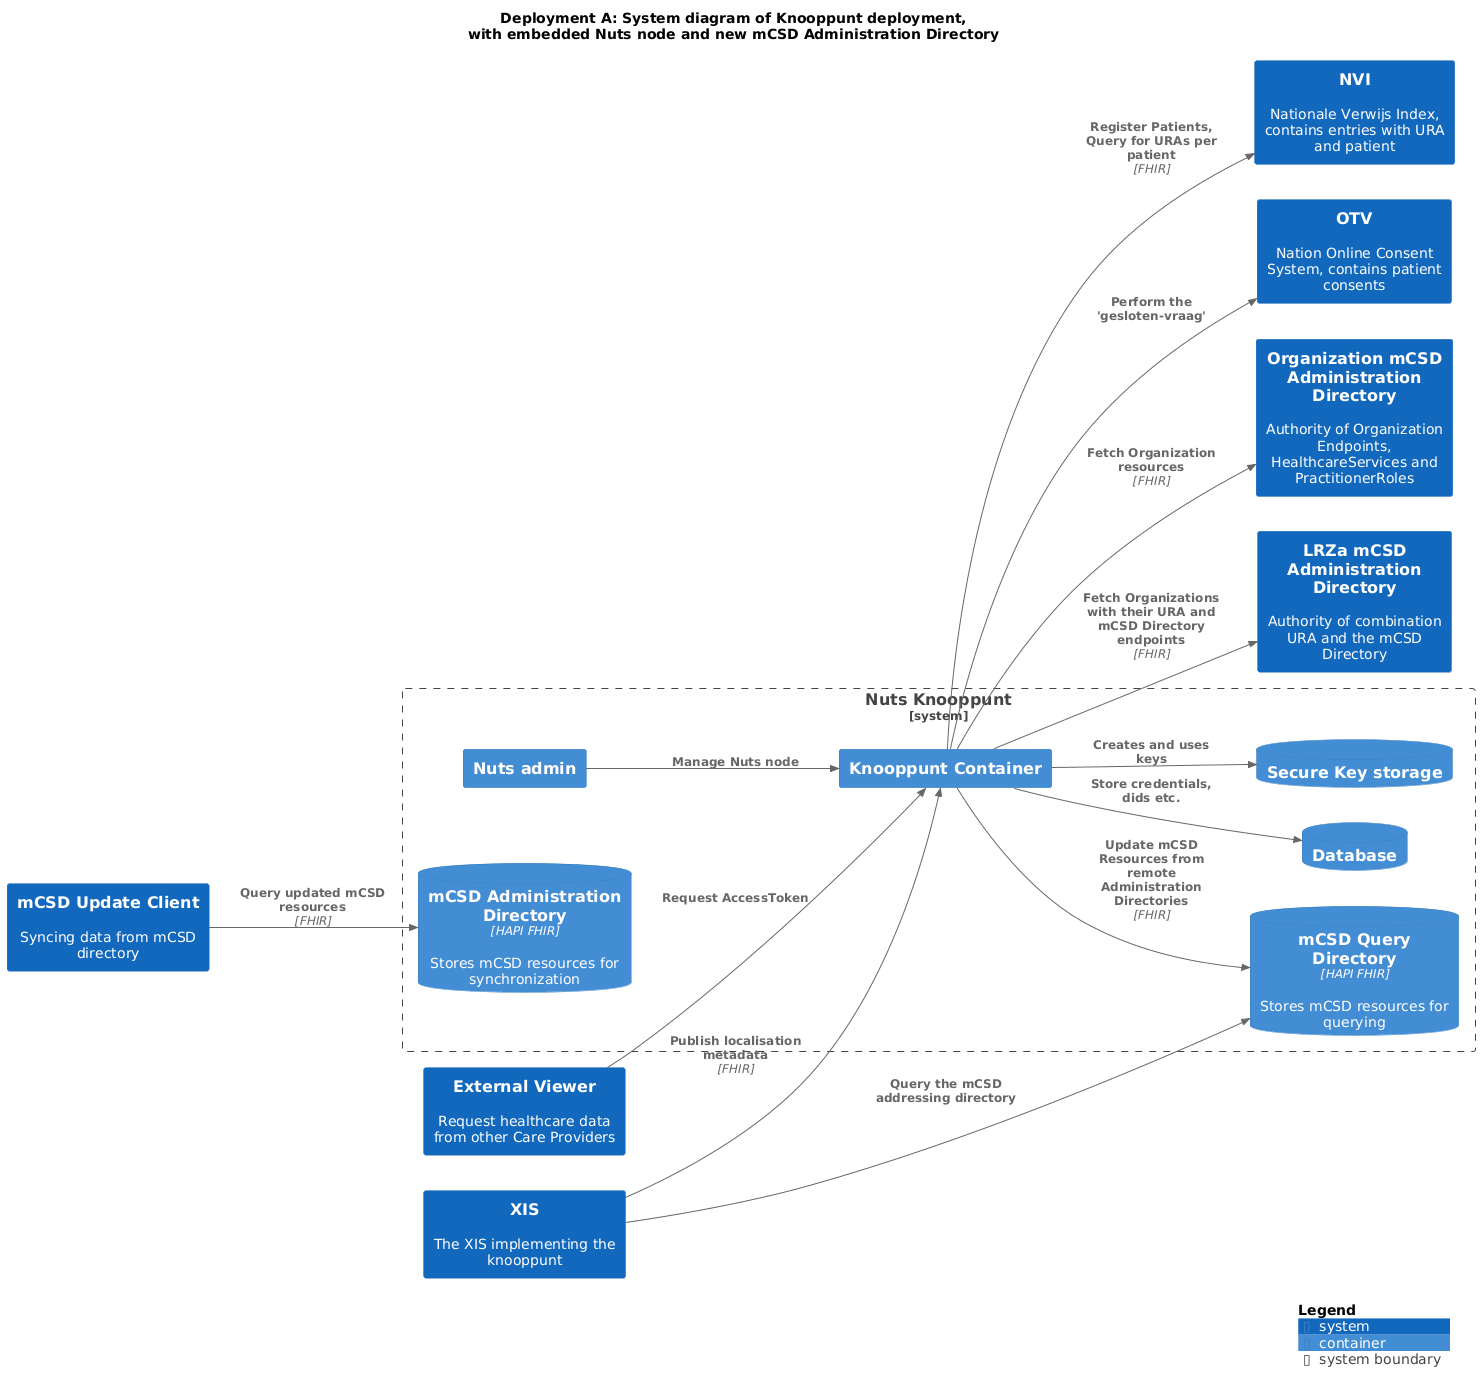 Deployment A: System diagram of Knooppunt deployment,
with embedded Nuts node and new mCSD Administration Directory
NVI
Nationale Verwijs Index,
contains entries with URA
and patient
Register Patients,
Query for URAs per
patient
[FHIR]
OTV
Nation Online Consent
System, contains patient
consents
Perform the
'gesloten-vraag'
Organization mCSD
Administration
Directory
Authority of Organization
Endpoints,
HealthcareServices and
PractitionerRoles
Fetch Organization
resources
[FHIR]
LRZa mCSD
Administration
Directory
Authority of combination
URA and the mCSD
Directory
Fetch Organizations
with their URA and
mCSD Directory
endpoints
[FHIR]
Nuts Knooppunt
[system]
Nuts admin
Manage Nuts node
Knooppunt Container
Creates and uses
keys
Secure Key storage
Store credentials,
dids etc.
Database
Update mCSD
Resources from
remote
Administration
Directories
[FHIR]
mCSD Query
Directory
[HAPI FHIR]
Stores mCSD resources for
querying
mCSD Update Client
Syncing data from mCSD
directory
Query updated mCSD
resources
[FHIR]
mCSD Administration
Directory
[HAPI FHIR]
Stores mCSD resources for
synchronization
Request AccessToken
Publish localisation
metadata
[FHIR]
External Viewer
Request healthcare data
from other Care Providers
Query the mCSD
addressing directory
XIS
The XIS implementing the
knooppunt
Legend
system
container
system boundary